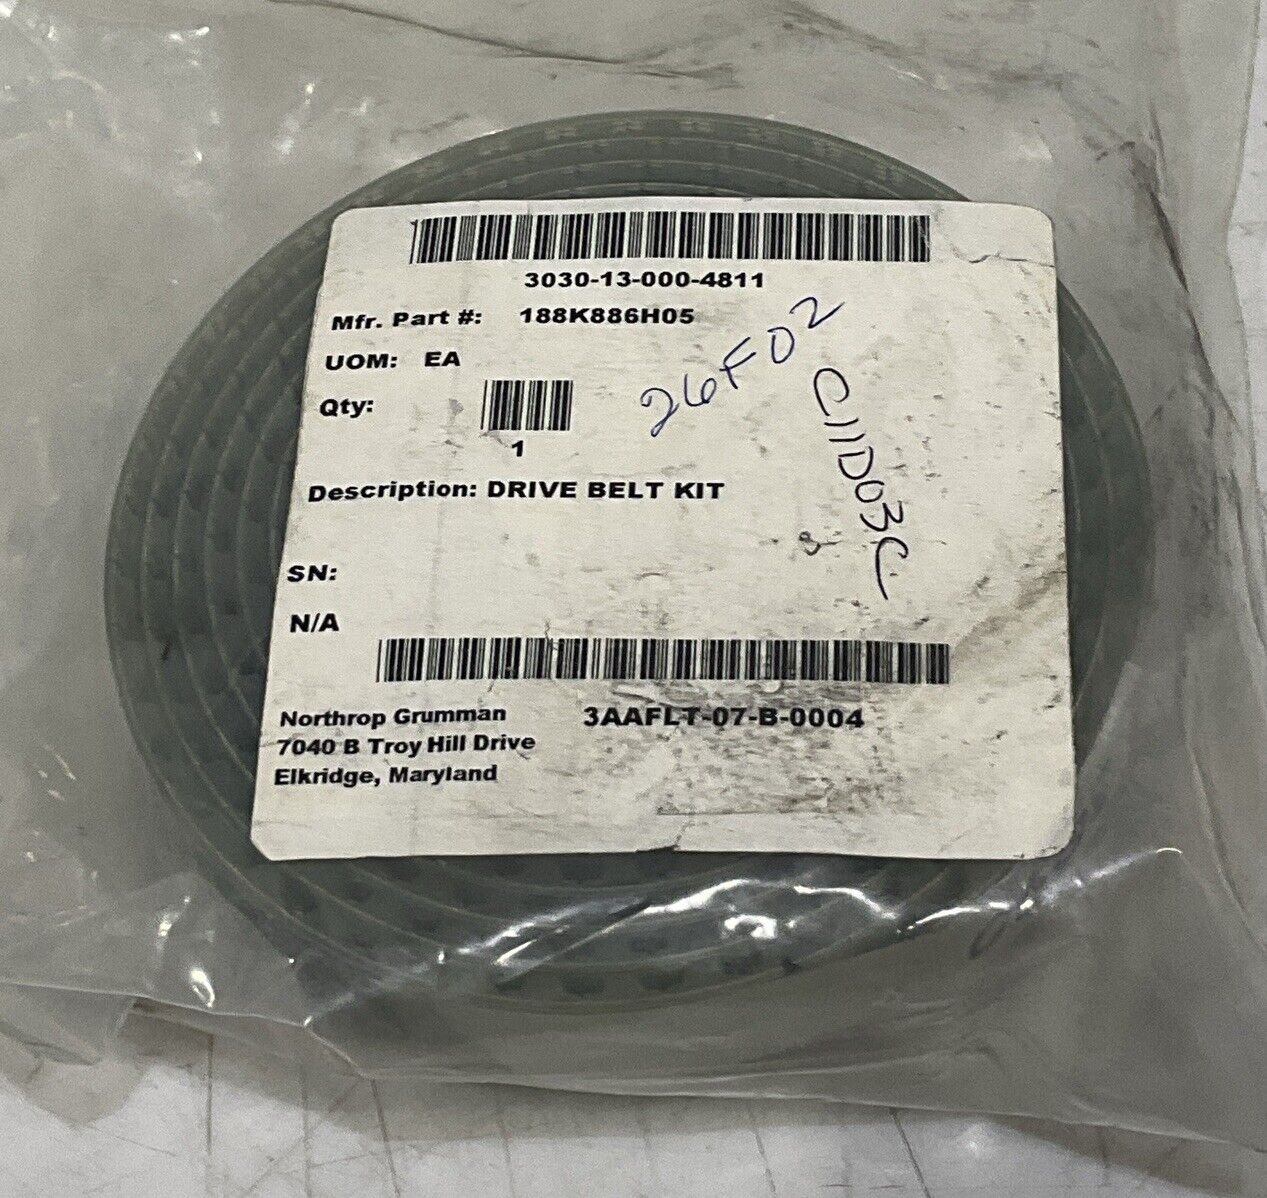 3030-13-000-4811
Mfr. Part #: 188K886H05
UOM: EA
Qty:
1
26F02
C11D03C
Description: DRIVE BELT KIT
SN:
N/A
Northrop Grumman 3AAFLT-07-B-0004
7040 B Troy Hill Drive
Elkridge, Maryland